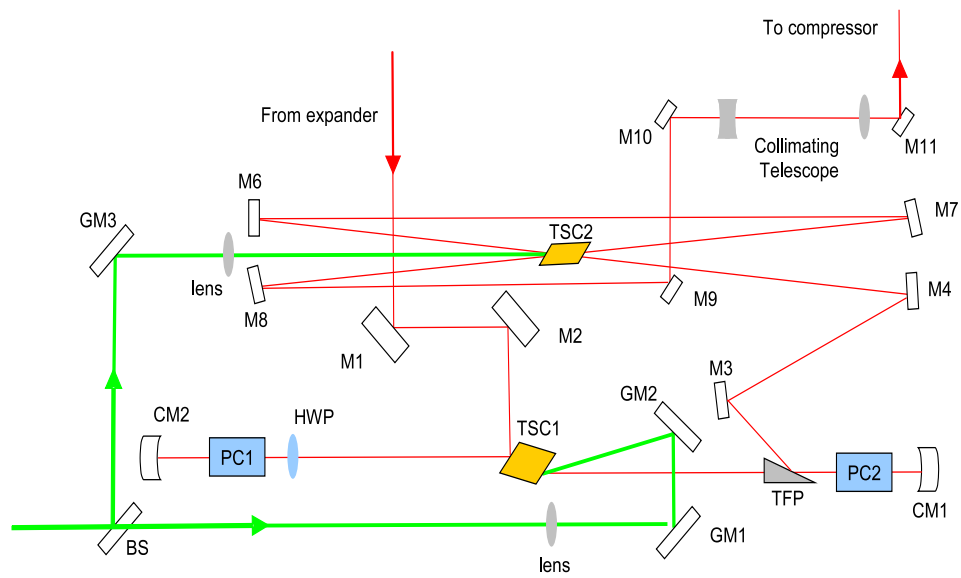 To compressor
From expander
M10
Collimating
Telescope
M11
M6
GM3
M7
TSC2
lens
M8
M9
M4
M1
M2
M3
GM2
CM2
HWP
TSC1
PC1
PC2
TFP
CM1
BS
GM1
lens